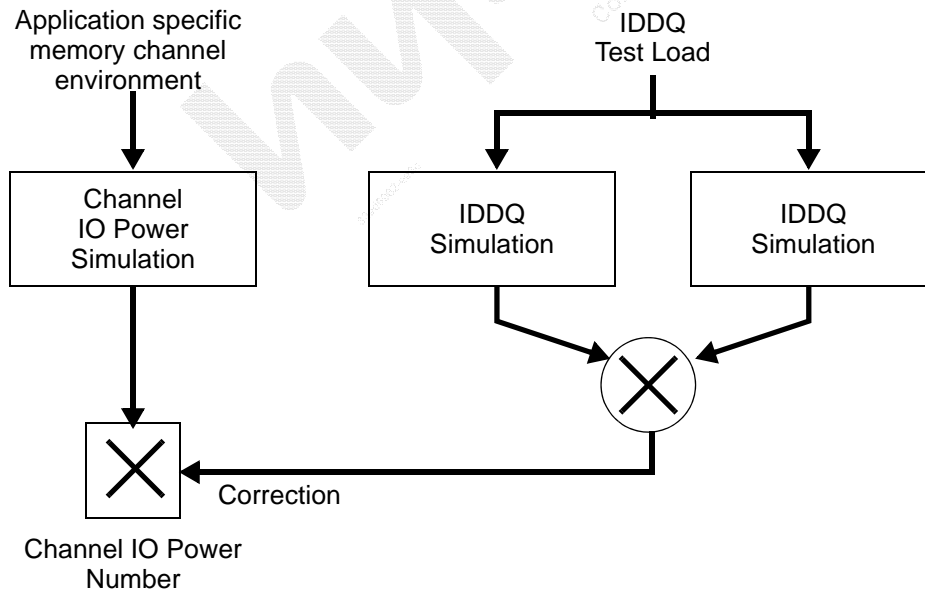 Application specific
memory channel
environment
IDDQ
Test Load
Channel
IO Power
Simulation
IDDQ
Simulation
IDDQ
Simulation
Correction
Channel IO Power
Number